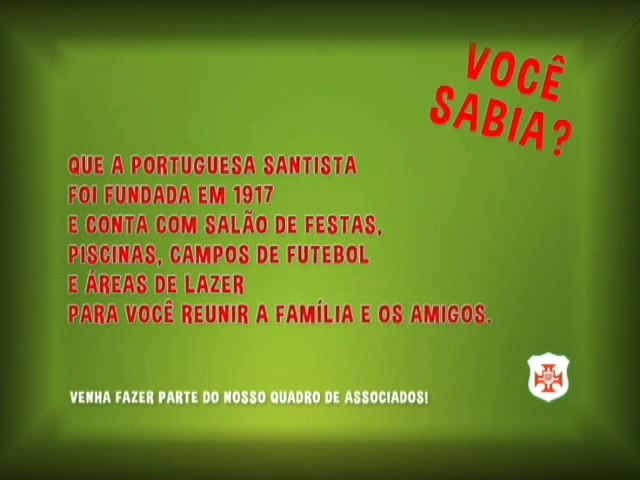 VOCÊ
SABIA?
QUE A PORTUGUESA SANTISTA
FOI FUNDADA EM 1917
E CONTA COM SALÃO DE FESTAS,
PISCINAS, CAMPOS DE FUTEBOL
E ÁREAS DE LAZER
PARA VOCÊ REUNIR A FAMÍLIA E OS AMIGOS.
VENHA FAZER PARTE DO NOSSO QUADRO DE ASSOCIADOS!